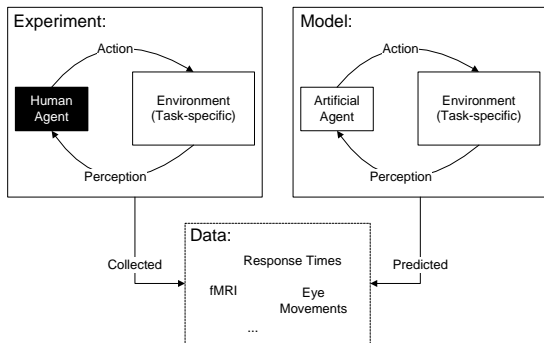 Experiment:
Action
Human
Agent
Environment
(Task-specific)
Perception
Model:
Action
Artificial
Agent
Environment
(Task-specific)
Perception
Collected
Predicted
Data:
Response Times
fMRI
Eye
Movements
...